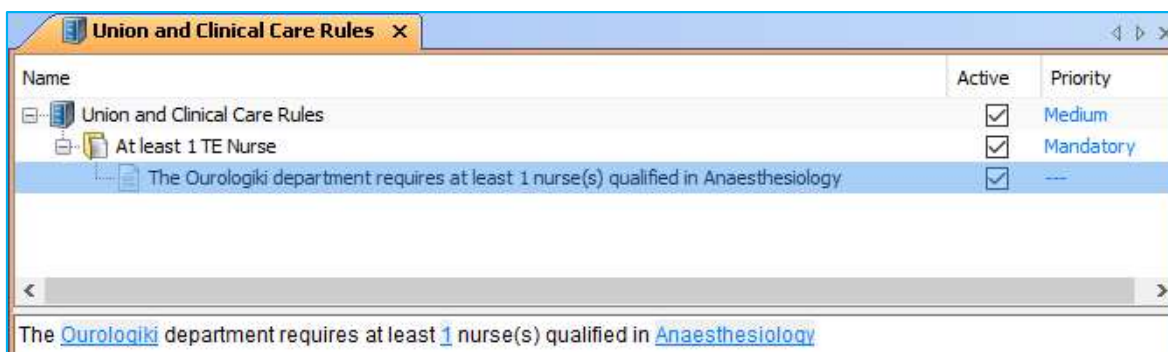 Union and Clinical Care Rules X
Name Active Priority
Union and Clinical Care Rules Medium
At least 1 TE Nurse Mandatory
The Ourologiki department requires at least 1 nurse(s) qualified in Anaesthesiology ---
The Ourologiki department requires at least 1 nurse(s) qualified in Anaesthesiology